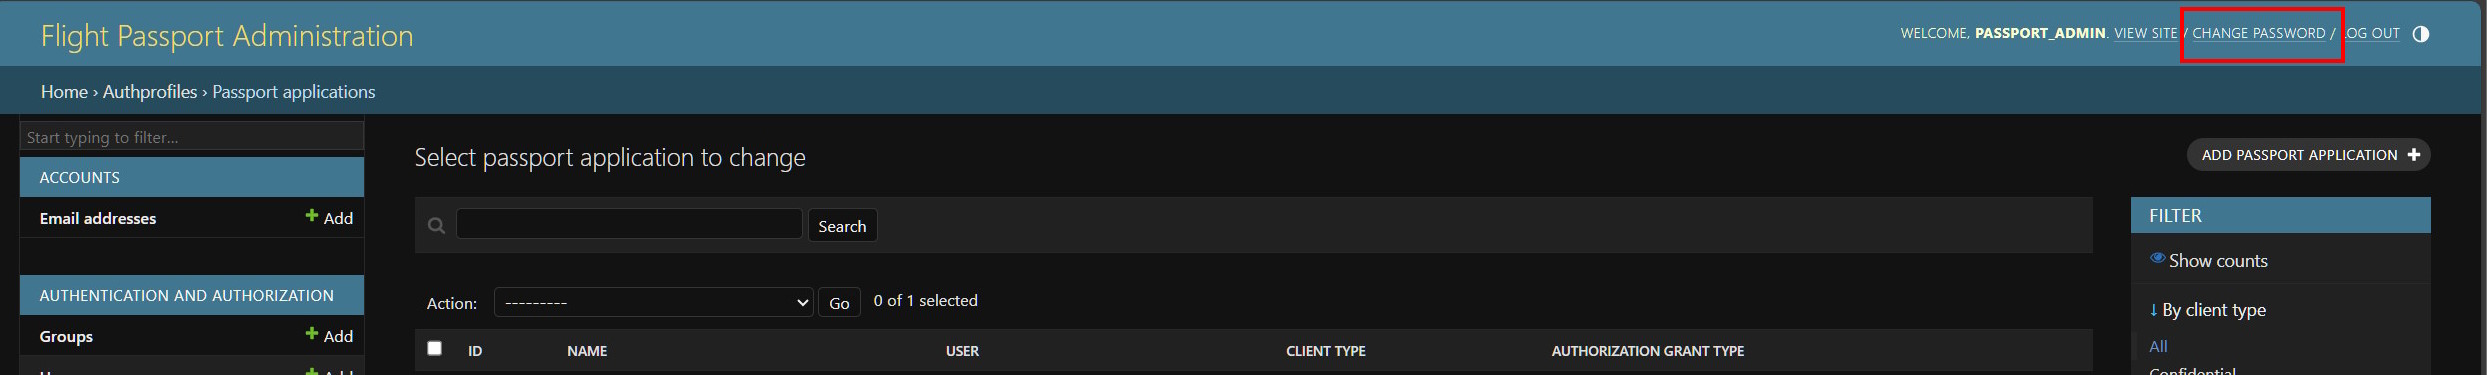 Flight Passport Administration
WELCOME, PASSPORT_ADMIN. VIEW SITE / CHANGE PASSWORD / LOG OUT
Home › Authprofiles › Passport applications
Start typing to filter...
ACCOUNTS
Email addresses
Add
AUTHENTICATION AND AUTHORIZATION
Groups
Add
Add
Select passport application to change
ADD PASSPORT APPLICATION
Search
Action:
---------
Go
0 of 1 selected
ID NAME USER CLIENT TYPE AUTHORIZATION GRANT TYPE
FILTER
Show counts
↓ By client type
All
Confidential